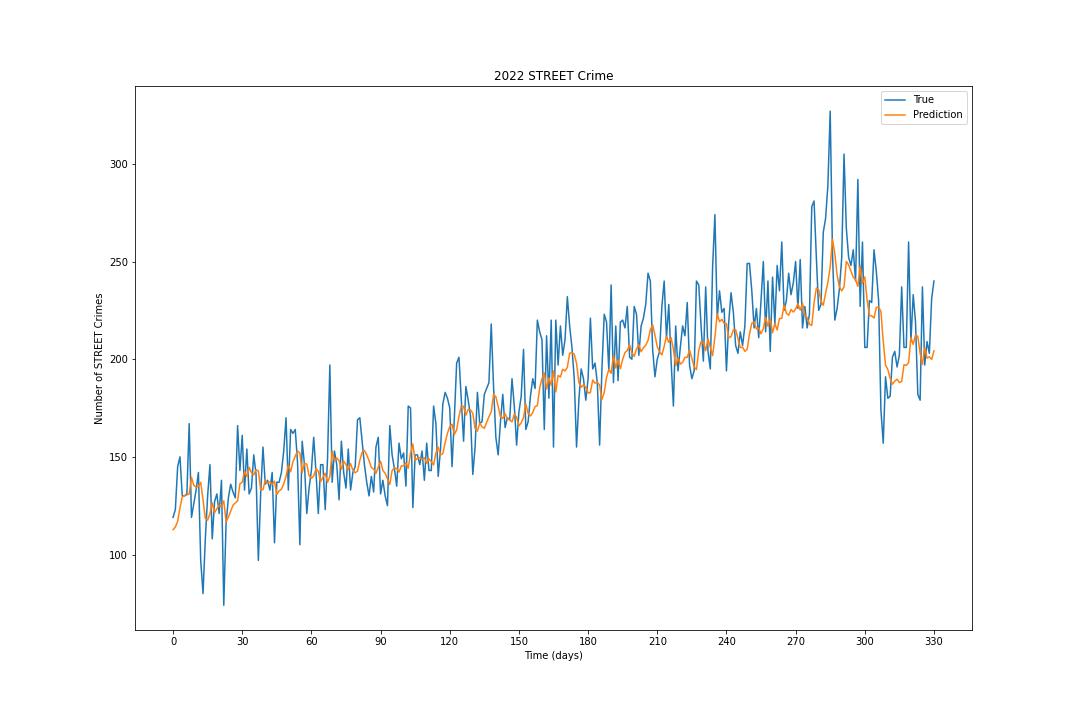 2022 STREET Crime
True
Prediction
Number of STREET Crimes
300
250
200
150
100
0 30 60 90 120 150 180 210 240 270 300 330
Time (days)